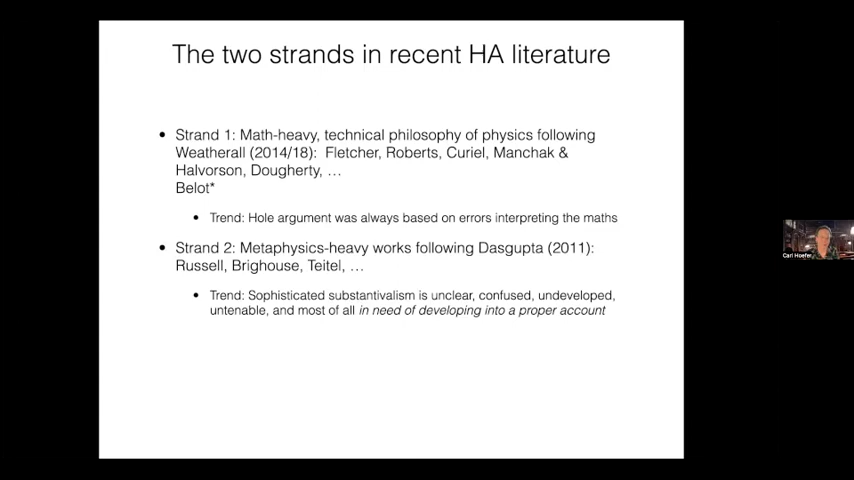 The two strands in recent HA literature
• Strand 1: Math-heavy, technical philosophy of physics following
Weatherall (2014/18): Fletcher, Roberts, Curiel, Manchak &
Halvorson, Dougherty, …
Belot*
• Trend: Hole argument was always based on errors interpreting the maths
• Strand 2: Metaphysics-heavy works following Dasgupta (2011):
Russell, Brighouse, Teitel, …
• Trend: Sophisticated substantivalism is unclear, confused, undeveloped,
untenable, and most of all in need of developing into a proper account
Carl Hoefer